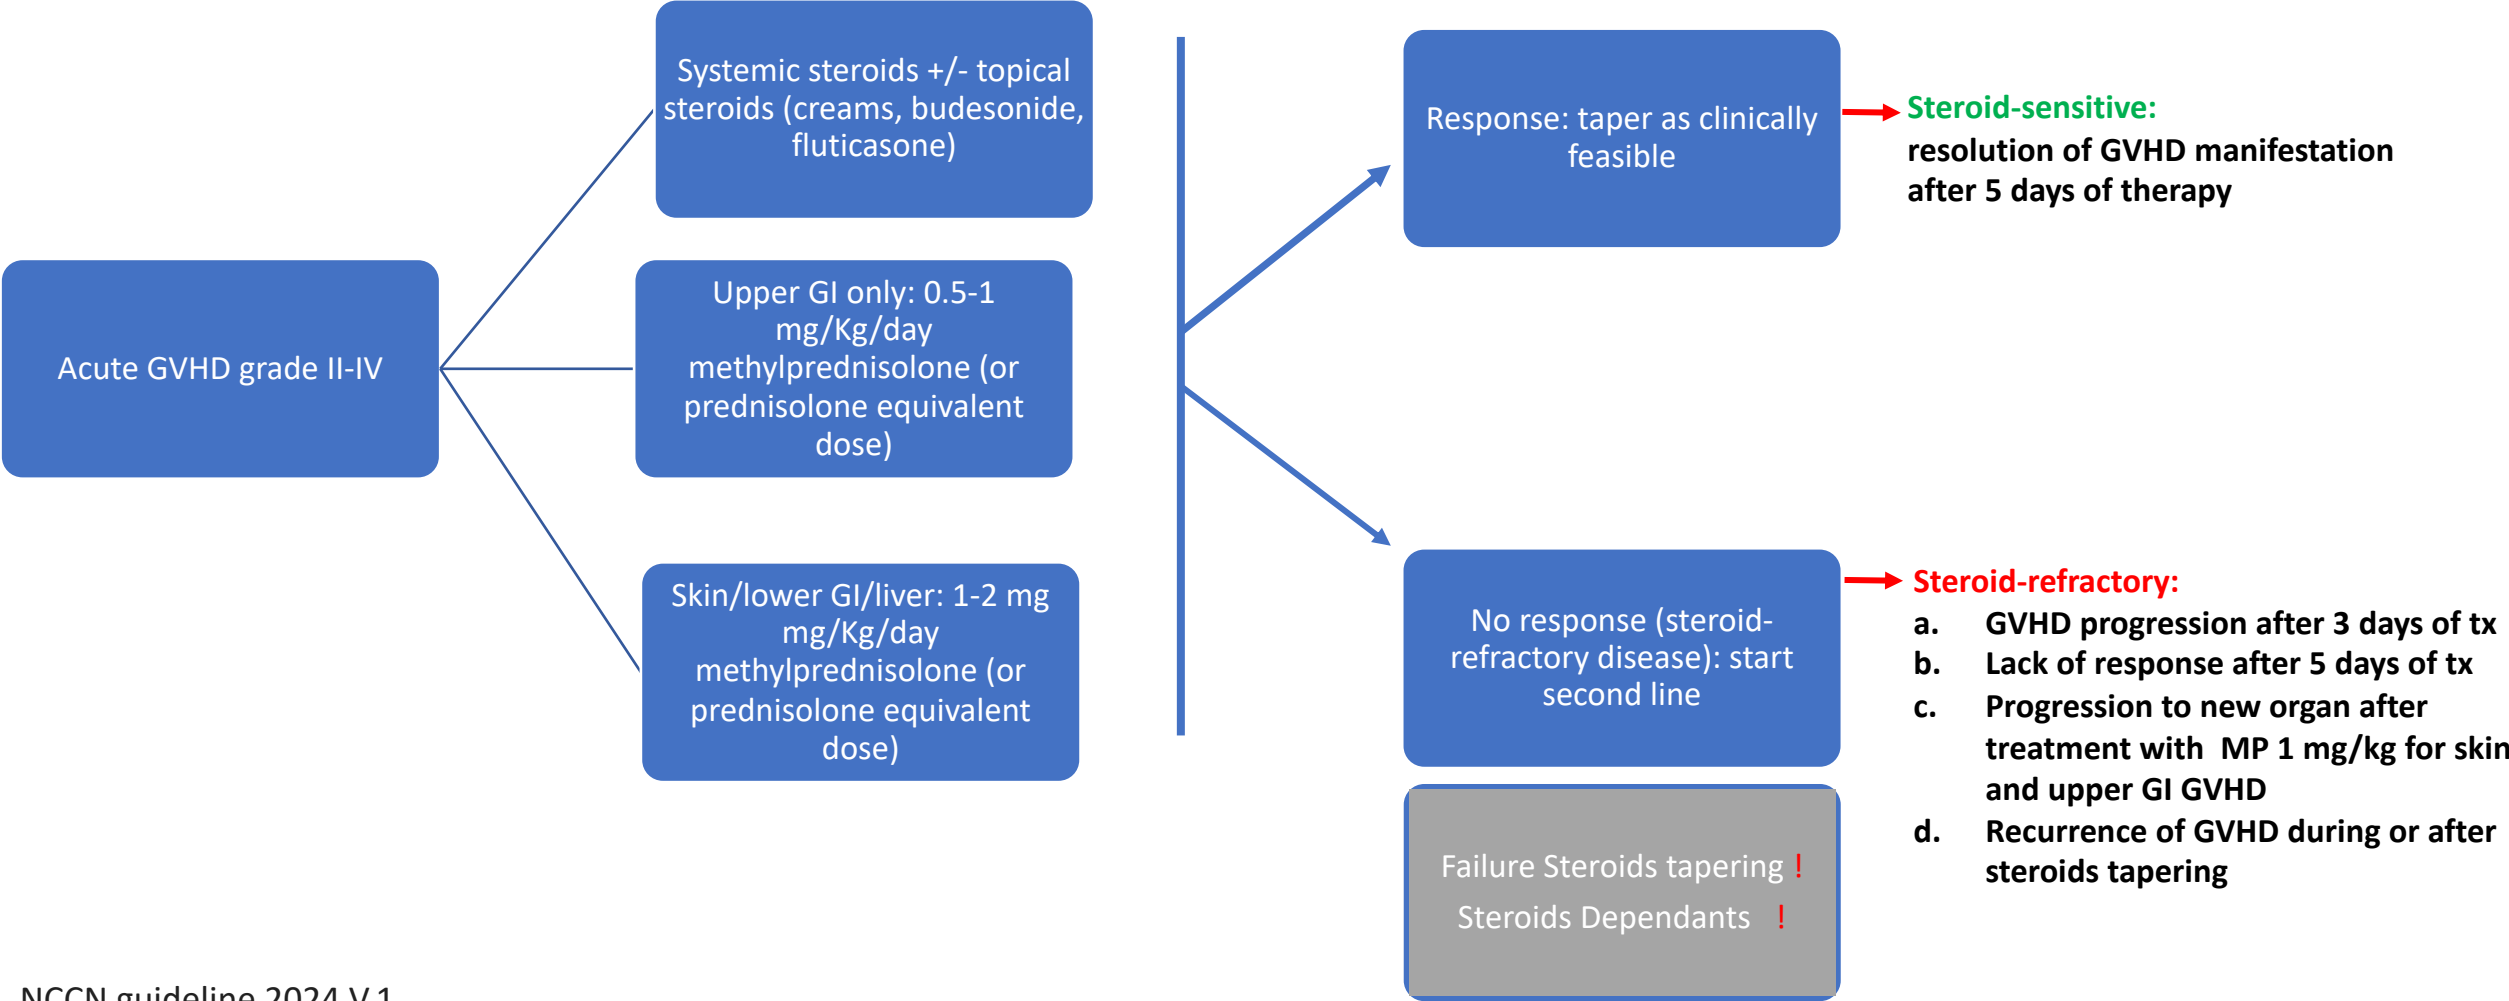 Acute GVHD grade II-IV
Systemic steroids +/- topical
steroids (creams, budesonide,
fluticasone)
Upper GI only: 0.5-1
mg/Kg/day
methylprednisolone (or
prednisolone equivalent
dose)
Skin/lower GI/liver: 1-2 mg
mg/Kg/day
methylprednisolone (or
prednisolone equivalent
dose)
Response: taper as clinically
feasible
Steroid-sensitive:
resolution of GVHD manifestation
after 5 days of therapy
No response (steroid-
refractory disease): start
second line
Steroid-refractory:
a. GVHD progression after 3 days of tx
b. Lack of response after 5 days of tx
c. Progression to new organ after
treatment with MP 1 mg/kg for skin
and upper GI GVHD
d. Recurrence of GVHD during or after
steroids tapering
Failure Steroids tapering !
Steroids Dependants !
NCCN guideline 2024 V.1